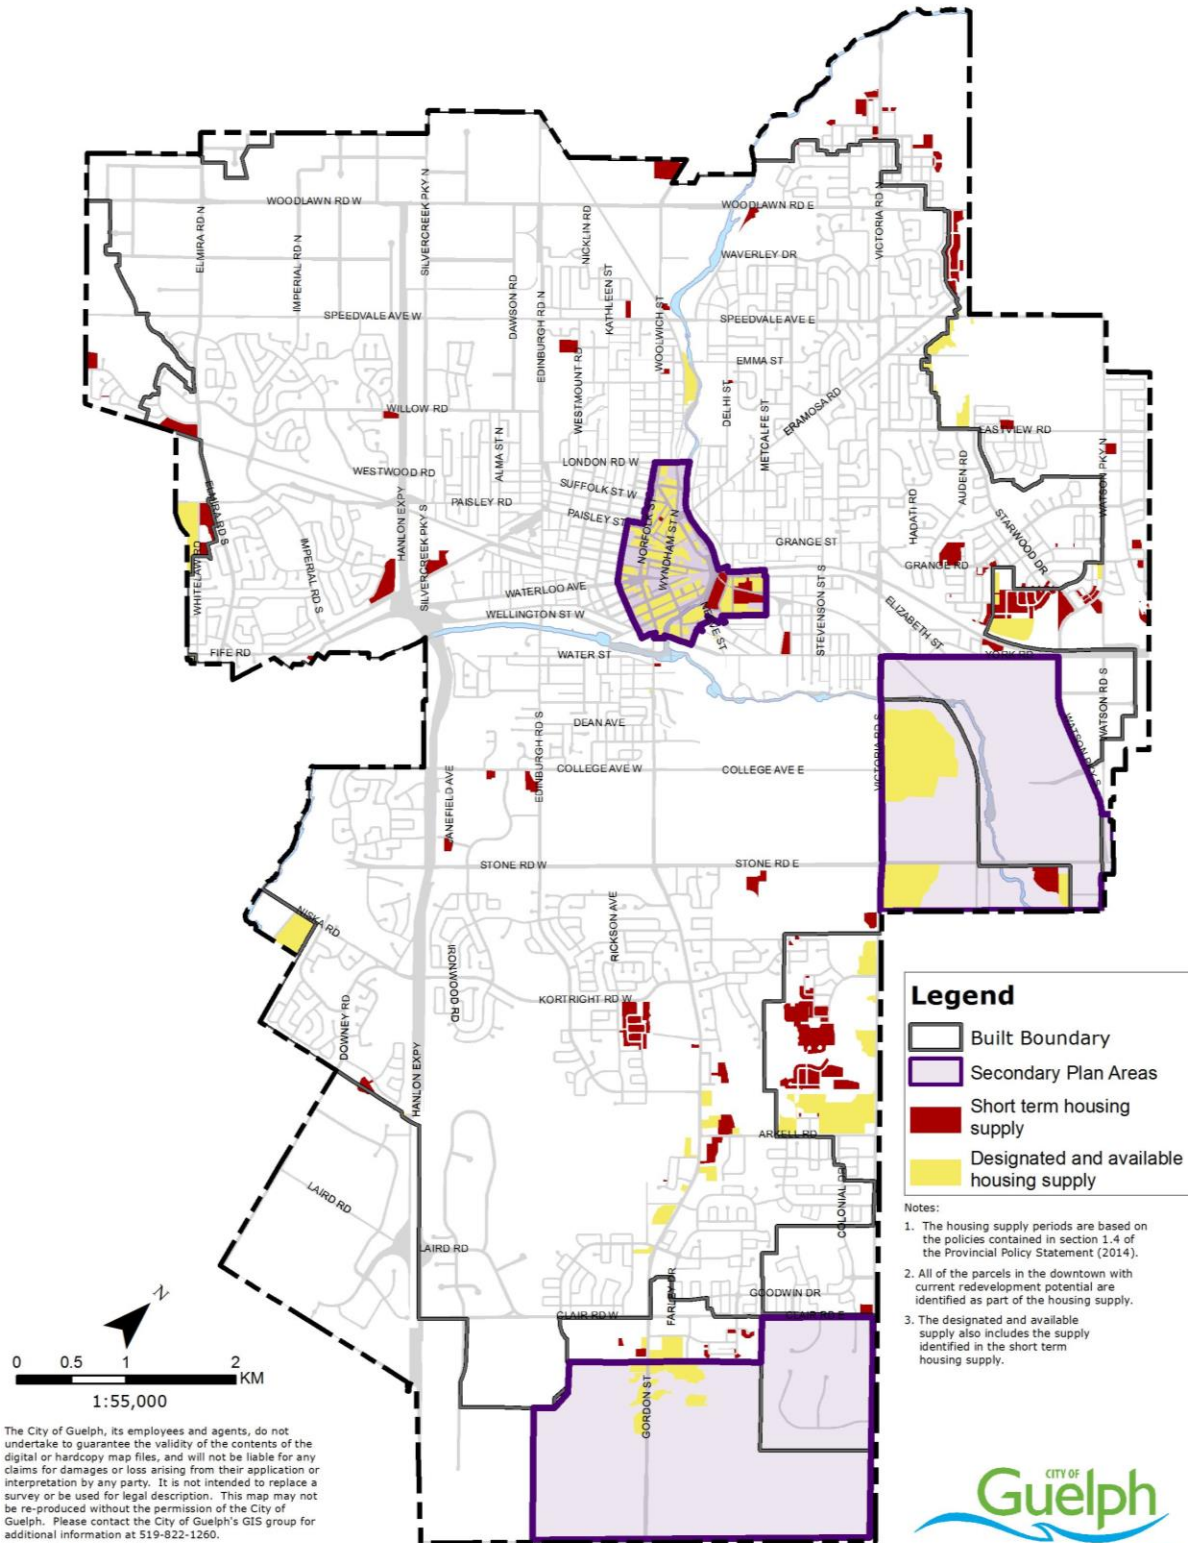 WOODLAWN RD W
WOODLAWN RD E
ELMIRA RD N
IMPERIAL RD N
SILVERCREEK PKY N
NICKLIN RD
VICTORIA RD N
WAVERLEY DR
KATHLEEN ST
DAWSON RD
EDINBURGH RD N
WOOLWICH ST
SPEEDVALE AVE W
SPEEDVALE AVE E
WESTMOUNT RD
EMMA ST
DELHI ST
METCALFE ST
ERAMOSA RD
WILLOW RD
EASTVIEW RD
ALMA ST N
LONDON RD W
WESTWOOD RD
SUFFOLK ST W
PAISLEY RD
PAISLEY ST
AUDEN RD
WATSON PKY N
HADATI RD
STARWOOD DR
ELMIRA RD S
HANLON EXPY
SILVERCREEK PKY S
NORFOLK ST
WYNDHAM ST N
GRANGE ST
GRANGE RD
WHITELAW RD
IMPERIAL RD S
WATERLOO AVE
WELLINGTON ST W
STEVENSON ST S
ELIZABETH ST
FIFE RD
WATER ST
YORK RD
DEAN AVE
EDINBURGH RD S
VICTORIA RD S
WATSON RD S
WATSON PKY S
COLLEGE AVE W
COLLEGE AVE E
JANEFIELD AVE
STONE RD W
STONE RD E
NISKA RD
RICKSON AVE
IRONWOOD RD
KORTRIGHT RD W
DOWNEY RD
HANLON EXPY
ARKELL RD
LAIRD RD
LAIRD RD
COLONIAL DR
FARLEY DR
GOODWIN DR
CLAIR RD W
CLAIR RD E
GORDON ST
Legend
Built Boundary
Secondary Plan Areas
Short term housing
supply
Designated and available
housing supply
Notes:
1. The housing supply periods are based on
the policies contained in section 1.4 of
the Provincial Policy Statement (2014).
2. All of the parcels in the downtown with
current redevelopment potential are
identified as part of the housing supply.
3. The designated and available
supply also includes the supply
identified in the short term
housing supply.
N
0 0.5 1 2
KM
1:55,000
The City of Guelph, its employees and agents, do not
undertake to guarantee the validity of the contents of the
digital or hardcopy map files, and will not be liable for any
claims for damages or loss arising from their application or
interpretation by any party. It is not intended to replace a
survey or be used for legal description. This map may not
be re-produced without the permission of the City of
Guelph. Please contact the City of Guelph's GIS group for
additional information at 519-822-1260.
CITY OF
Guelph